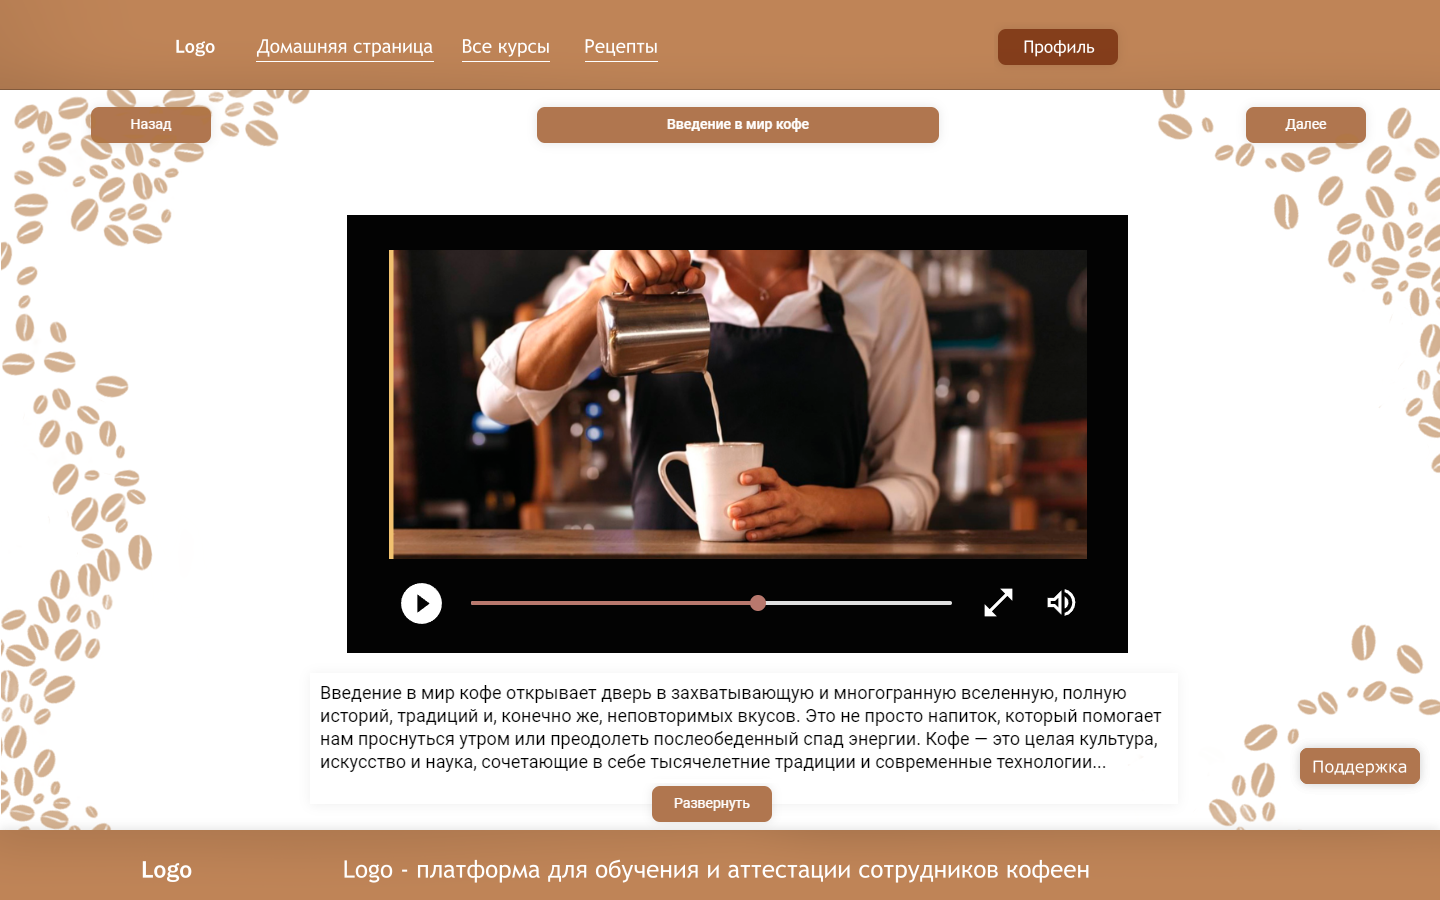 Logo Домашняя страница Все курсы Рецепты Профиль
Назад Введение в мир кофе Далее
Введение в мир кофе открывает дверь в захватывающую и многогранную вселенную, полную
историй, традиций и, конечно же, неповторимых вкусов. Это не просто напиток, который помогает
нам проснуться утром или преодолеть послеобеденный спад энергии. Кофе — это целая культура,
искусство и наука, сочетающие в себе тысячелетние традиции и современные технологии...
Поддержка
Развернуть
Logo Logo - платформа для обучения и аттестации сотрудников кофеен